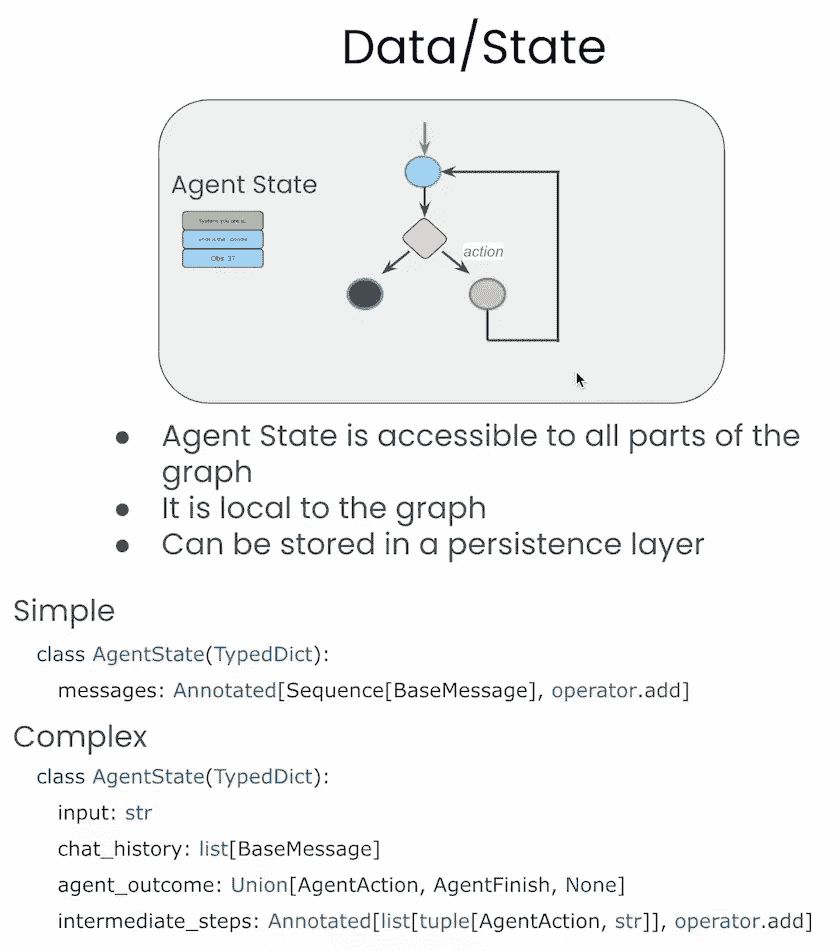 Data/State
Agent State
Obs: 37
action
● Agent State is accessible to all parts of the
graph
● It is local to the graph
● Can be stored in a persistence layer
Simple
class AgentState(TypedDict):
messages: Annotated[Sequence[BaseMessage], operator.add]
Complex
class AgentState(TypedDict):
input: str
chat_history: list[BaseMessage]
agent_outcome: Union[AgentAction, AgentFinish, None]
intermediate_steps: Annotated[list[tuple[AgentAction, str]], operator.add]